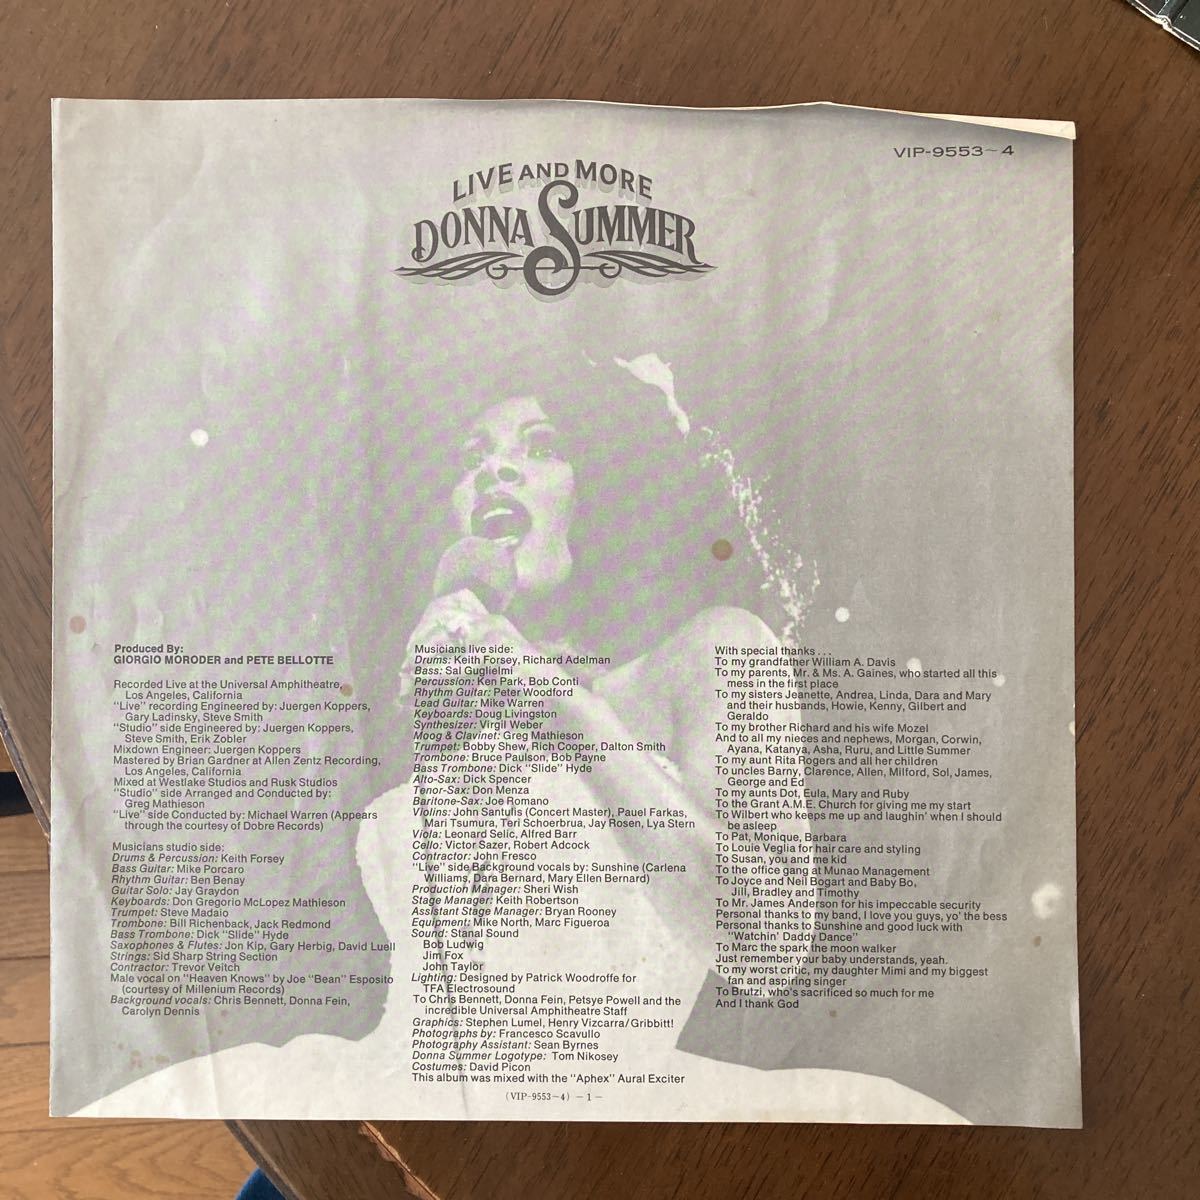 VIP-9553~4
LIVE AND MORE
DONNA SUMMER
Produced By:
GIORGIO MORODER and PETE BELLOTTE
Recorded Live at the Universal Amphitheatre,
Los Angeles, California
"Live" recording Engineered by: Juergen Koppers,
Gary Ladinsky, Steve Smith
"Studio" side Engineered by: Juergen Koppers,
Steve Smith, Erik Zobler
Mixdown Engineer: Juergen Koppers
Mastered by Brian Gardner at Allen Zentz Recording,
Los Angeles, California
Mixed at Westlake Studios and Rusk Studios
"Studio" side Arranged and Conducted by:
Greg Mathieson
"Live" side Conducted by: Michael Warren (Appears
through the courtesy of Dobre Records)
Musicians studio side:
Drums & Percussion: Keith Forsey
Bass Guitar: Mike Porcaro
Rhythm Guitar: Ben Benay
Guitar Solo: Jay Graydon
Keyboards: Don Gregorio McLopez Mathieson
Trumpet: Steve Madaio
Trombone: Bill Richenback, Jack Redmond
Bass Trombone: Dick "Slide" Hyde
Saxophones & Flutes: Jon Kip, Gary Herbig, David Luell
Strings: Sid Sharp String Section
Contractor: Trevor Veitch
Male vocal on "Heaven Knows" by Joe "Bean" Esposito
(courtesy of Millenium Records)
Background vocals: Chris Bennett, Donna Fein,
Carolyn Dennis
Musicians live side:
Drums: Keith Forsey, Richard Adelman
Bass: Sal Guglielmi
Percussion: Ken Park, Bob Conti
Rhythm Guitar: Peter Woodford
Lead Guitar: Mike Warren
Keyboards: Doug Livingston
Synthesizer: Virgil Weber
Moog & Clavinet: Greg Mathieson
Trumpet: Bobby Shew, Rich Cooper, Dalton Smith
Trombone: Bruce Paulson, Bob Payne
Bass Trombone: Dick "Slide" Hyde
Alto-Sax: Dick Spencer
Tenor-Sax: Don Menza
Baritone-Sax: Joe Romano
Violins: John Santulis (Concert Master), Pauel Farkas,
Mari Tsumura, Teri Schoerbrua, Jay Rosen, Lya Stern
Viola: Leonard Selic, Alfred Barr
Cello: Victor Sazer, Robert Adcock
Contractor: John Fresco
"Live" side Background vocals by: Sunshine (Carlena
Williams, Dara Bernard, Mary Ellen Bernard)
Production Manager: Sheri Wish
Stage Manager: Keith Robertson
Assistant Stage Manager: Bryan Rooney
Equipment: Mike North, Marc Figueroa
Sound: Stanal Sound
Bob Ludwig
Jim Fox
John Taylor
Lighting: Designed by Patrick Woodroffe for
TFA Electrosound
To Chris Bennett, Donna Fein, Petsye Powell and the
incredible Universal Amphitheatre Staff
Graphics: Stephen Lumel, Henry Vizcarra/Gribbitt!
Photographs by: Francesco Scavullo
Photography Assistant: Sean Byrnes
Donna Summer Logotype: Tom Nikosey
Costumes: David Picon
This album was mixed with the "Aphex" Aural Exciter
With special thanks . . .
To my grandfather William A. Davis
To my parents, Mr. & Ms. A. Gaines, who started all this
mess in the first place
To my sisters Jeanette, Andrea, Linda, Dara and Mary
and their husbands, Howie, Kenny, Gilbert and
Geraldo
To my brother Richard and his wife Mozel
And to all my nieces and nephews, Morgan, Corwin,
Ayana, Katanya, Asha, Ruru, and Little Summer
To my aunt Rita Rogers and all her children
To uncles Barny, Clarence, Allen, Milford, Sol, James,
George and Ed
To my aunts Dot, Eula, Mary and Ruby
To the Grant A.M.E. Church for giving me my start
To Wilbert who keeps me up and laughin' when I should
be asleep
To Pat, Monique, Barbara
To Louie Veglia for hair care and styling
To Susan, you and me kid
To the office gang at Munao Management
To Joyce and Neil Bogart and Baby Bo,
Jill, Bradley and Timothy
To Mr. James Anderson for his impeccable security
Personal thanks to my band, I love you guys, yo' the bess
Personal thanks to Sunshine and good luck with
"Watchin' Daddy Dance"
To Marc the spark the moon walker
Just remember your baby understands, yeah.
To my worst critic, my daughter Mimi and my biggest
fan and aspiring singer
To Brutzi, who's sacrificed so much for me
And I thank God
(VIP-9553~4) -1-